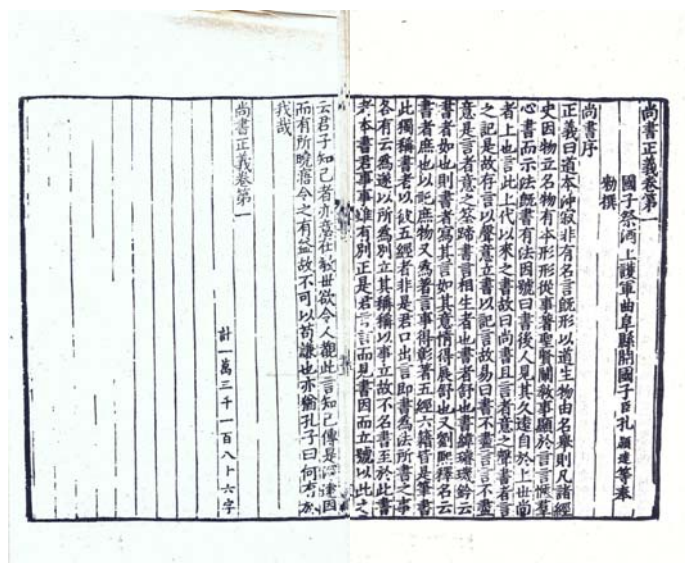 尚書正義卷第一
國子祭酒上護軍曲阜縣開國子臣孔穎達等奉
勑撰
尚書序
正義曰道本沖寂非有名言旣形以道生物由名舉則凡諸經
史因物立名物有本形形從事著聖賢闡敎事顯於言言愜羣
心書而示法旣書有法因號曰書後人見其久遠自於上世尚
者上也言此上代以來之書故曰尚書且言者意之聲書者言
之記是故存言以聲意立書以記言故易曰書不盡言言不盡
意是言者意之筌蹄書言相生者也書者舒也書緯璿璣鈐云
書者如也則書者寫其言如其意情得展舒也又劉熙釋名云
書者庶也以記庶物又爲著言事得彰著五經六籍皆是筆書
此獨稱書者以彼五經者非是君口出言即書爲法所書之事
各有云爲遂以所爲別立其稱稱以事立故不名書至於此書
者本書君事事雖有別正是君言言而見書因而立號以此之
云君子知己者亦意在敎世欲令人觀此言知己傳是深遠因
而有所曉寤令之有益故不可以苟謙也亦猶孔子曰何有於
我哉
尚書正義卷第一
計一萬三千一百八十六字